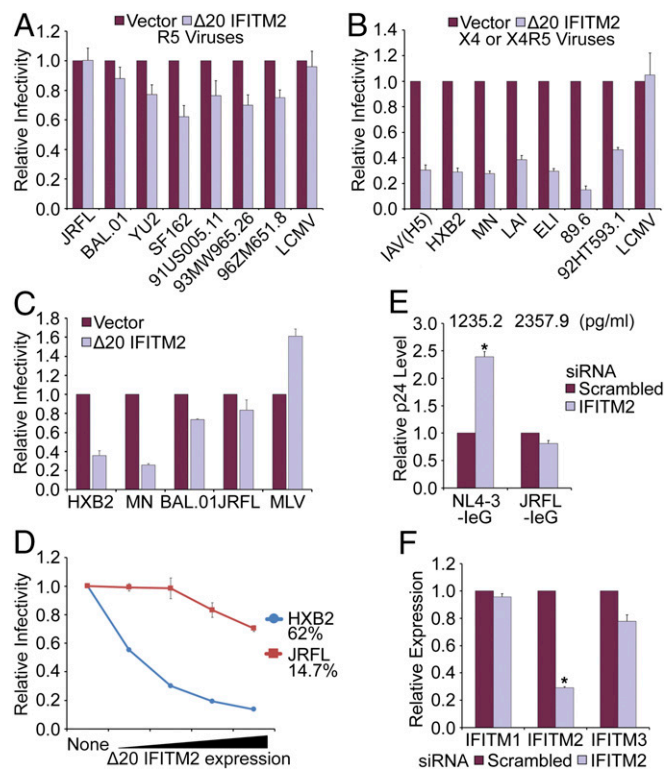 A
Vector Δ20 IFITM2
R5 Viruses
Relative Infectivity
1.2
1.0
0.8
0.6
0.4
0.2
0.0
JRFL
BAL.01
YU2
SF162
91US005.11
93MW965.26
96ZM651.8
LCMV
B
Vector Δ20 IFITM2
X4 or X4R5 Viruses
Relative Infectivity
1.4
1.2
1.0
0.8
0.6
0.4
0.2
0.0
IAV(H5)
HXB2
MN
LAI
ELI
89.6
92HT593.1
LCMV
C
Vector
Δ20 IFITM2
Relative Infectivity
1.8
1.6
1.4
1.2
1.0
0.8
0.6
0.4
0.2
0.0
HXB2 MN BAL.01 JRFL MLV
E
1235.2 2357.9 (pg/ml)
Relative p24 Level
3.0
2.5
2.0
1.5
1.0
0.5
0.0
*
siRNA
Scrambled
IFITM2
NL4-3 JRFL
-IeG -IeG
D
Relative Infectivity
1.2
1.0
0.8
0.6
0.4
0.2
0
HXB2
62%
JRFL
14.7%
None
Δ20 IFITM2 expression
F
Relative Expression
1.2
1.0
0.8
0.6
0.4
0.2
0.0
*
IFITM1 IFITM2 IFITM3
siRNA Scrambled IFITM2